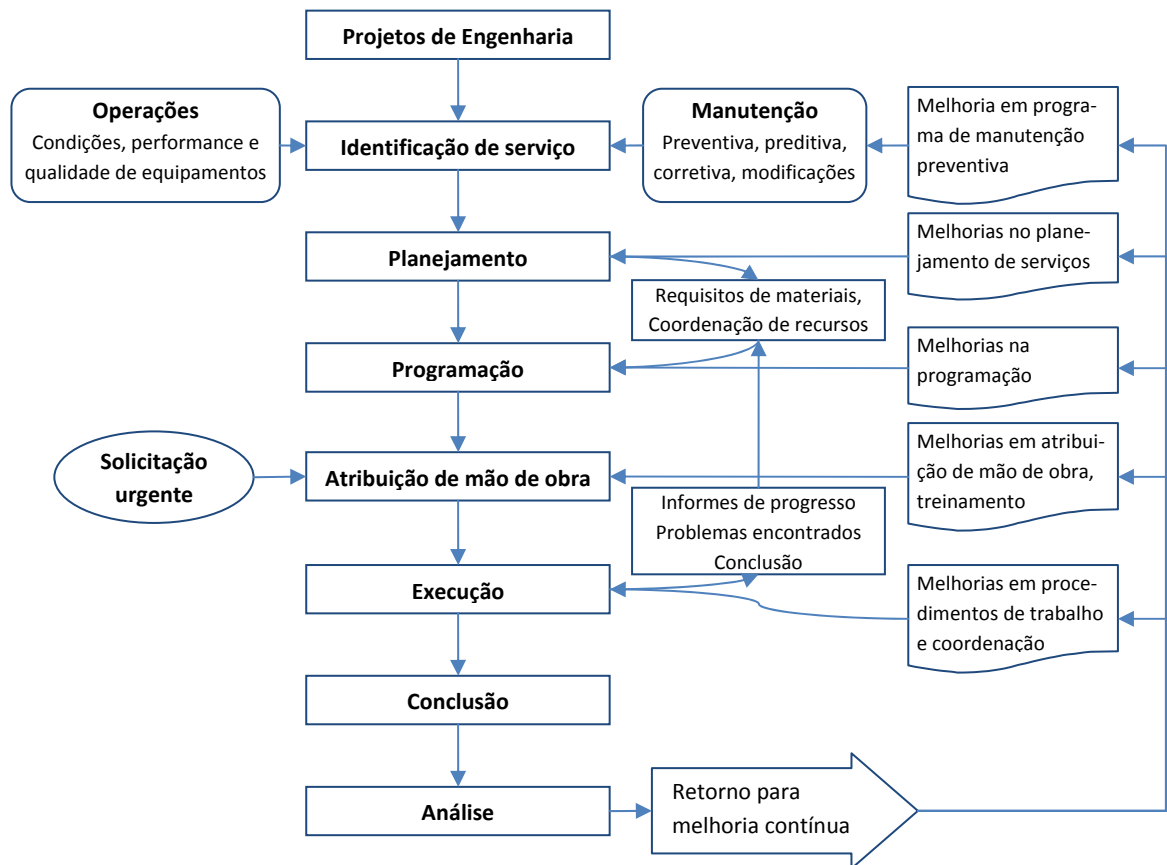 Projetos de Engenharia
Operações
Condições, performance e
qualidade de equipamentos
Identificação de serviço
Manutenção
Preventiva, preditiva,
corretiva, modificações
Melhoria em progra-
ma de manutenção
preventiva
Planejamento
Melhorias no plane-
jamento de serviços
Requisitos de materiais,
Coordenação de recursos
Programação
Melhorias na
programação
Solicitação
urgente
Atribuição de mão de obra
Melhorias em atribui-
ção de mão de obra,
treinamento
Informes de progresso
Problemas encontrados
Conclusão
Execução
Melhorias em proce-
dimentos de trabalho
e coordenação
Conclusão
Análise
Retorno para
melhoria contínua